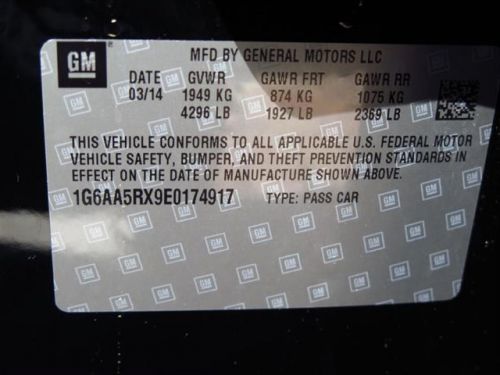 GM
MFD BY GENERAL MOTORS LLC
DATE GVWR GAWR FRT GAWR RR
03/14 1949 KG 874 KG 1075 KG
4296 LB 1927 LB 2369 LB
THIS VEHICLE CONFORMS TO ALL APPLICABLE U.S. FEDERAL MOTOR
VEHICLE SAFETY, BUMPER, AND THEFT PREVENTION STANDARDS IN
EFFECT ON THE DATE OF MANUFACTURE SHOWN ABOVE.
1G6AA5RX9E0174917 TYPE: PASS CAR